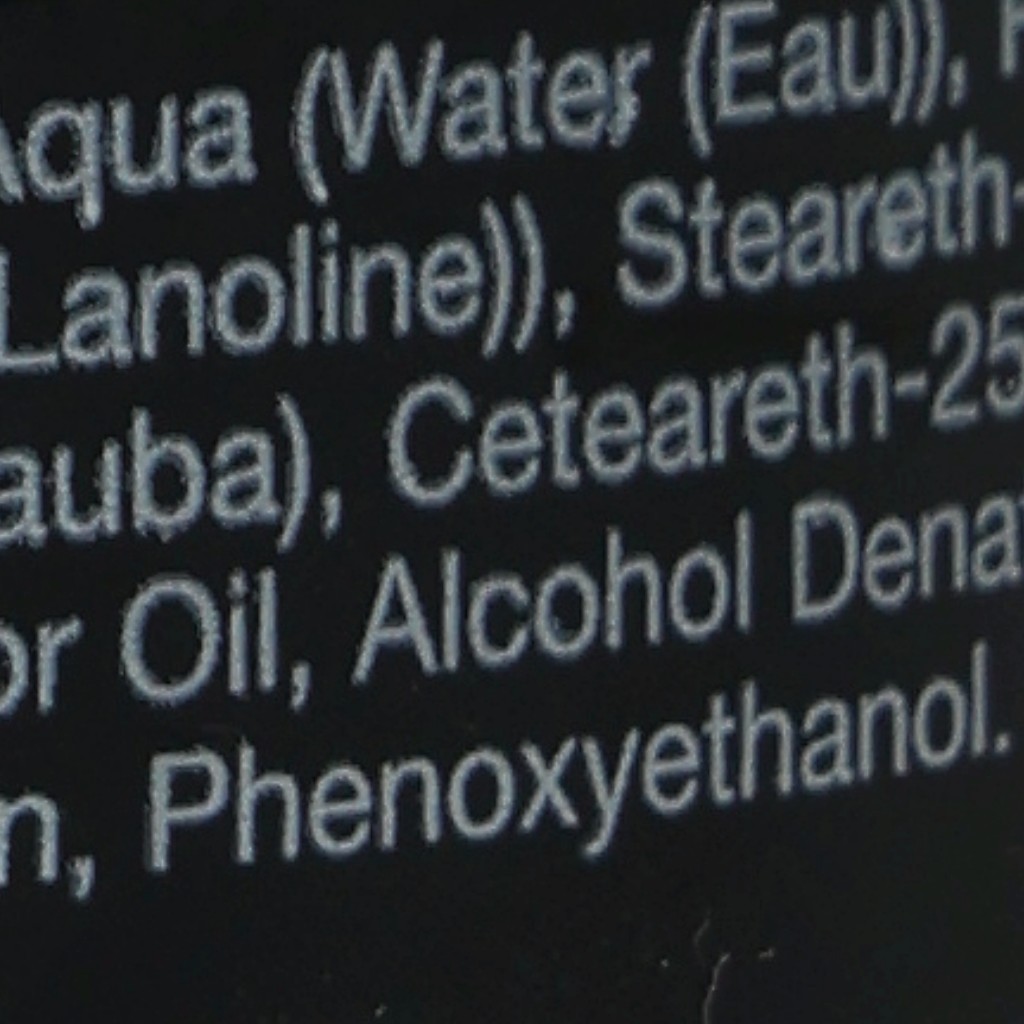 Aqua (Water (Eau)),
Lanoline)), Steareth-
auba), Ceteareth-25
or Oil, Alcohol Dena
n, Phenoxyethanol.